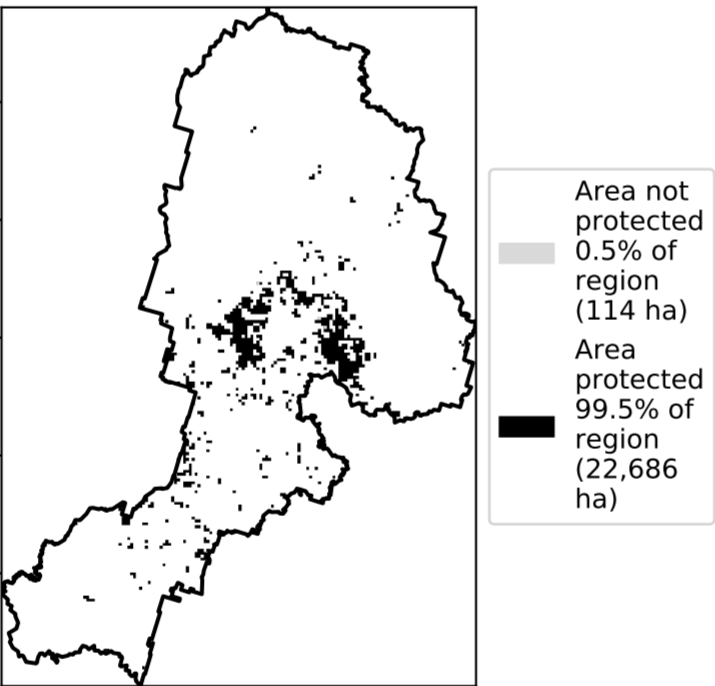 Area not
protected
0.5% of
region
(114 ha)
Area
protected
99.5% of
region
(22,686
ha)